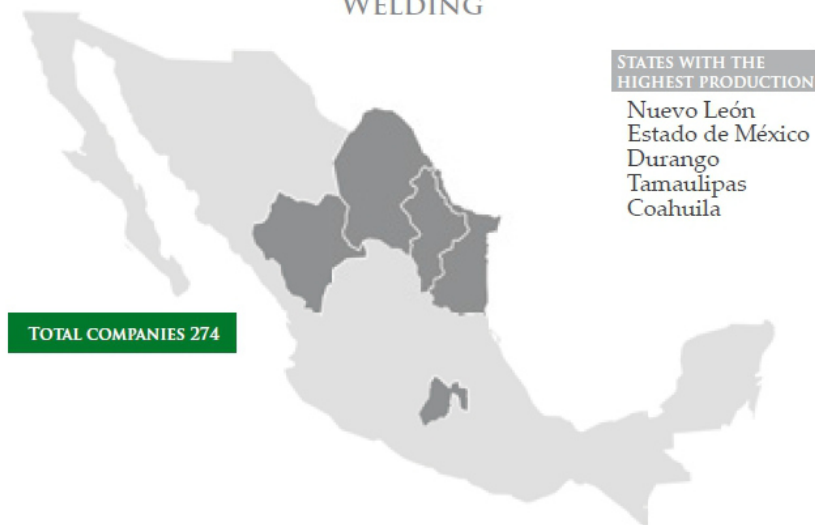 WELDING
STATES WITH THE
HIGHEST PRODUCTION
Nuevo León
Estado de México
Durango
Tamaulipas
Coahuila
TOTAL COMPANIES 274